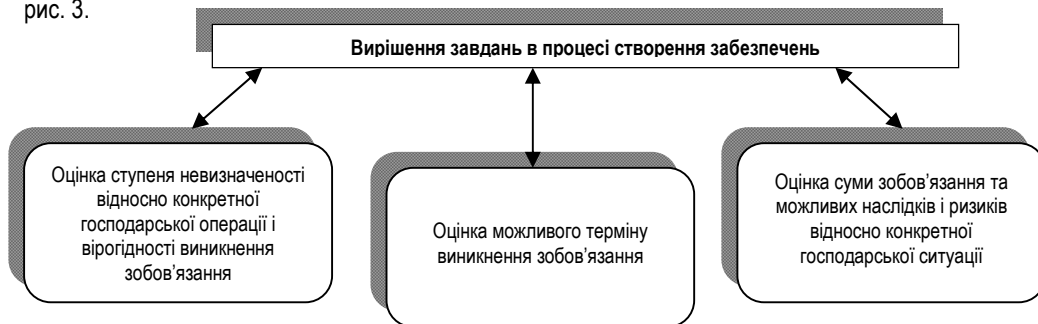 рис. 3.
Вирішення завдань в процесі створення забезпечень
Оцінка ступеня невизначеності
відносно конкретної
господарської операції і
вірогідності виникнення
зобов’язання
Оцінка можливого терміну
виникнення зобов’язання
Оцінка суми зобов’язання та
можливих наслідків і ризиків
відносно конкретної
господарської ситуації